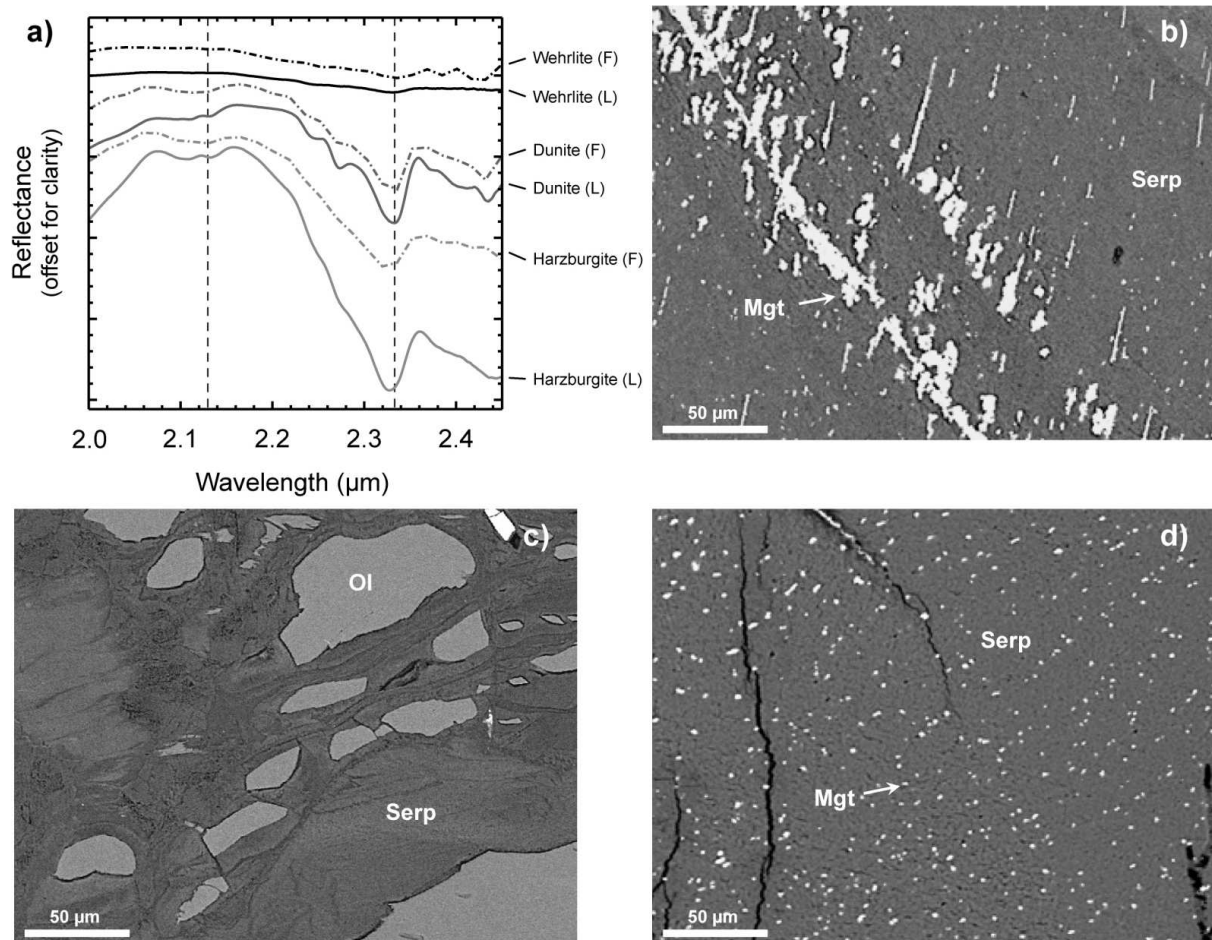 a)
Reflectance
(offset for clarity)
Wehrlite (F)
Wehrlite (L)
Dunite (F)
Dunite (L)
Harzburgite (F)
Harzburgite (L)
2.0 2.1 2.2 2.3 2.4
Wavelength (µm)
b)
Serp
Mgt
50 µm
c)
Ol
Serp
50 µm
d)
Serp
Mgt
50 µm